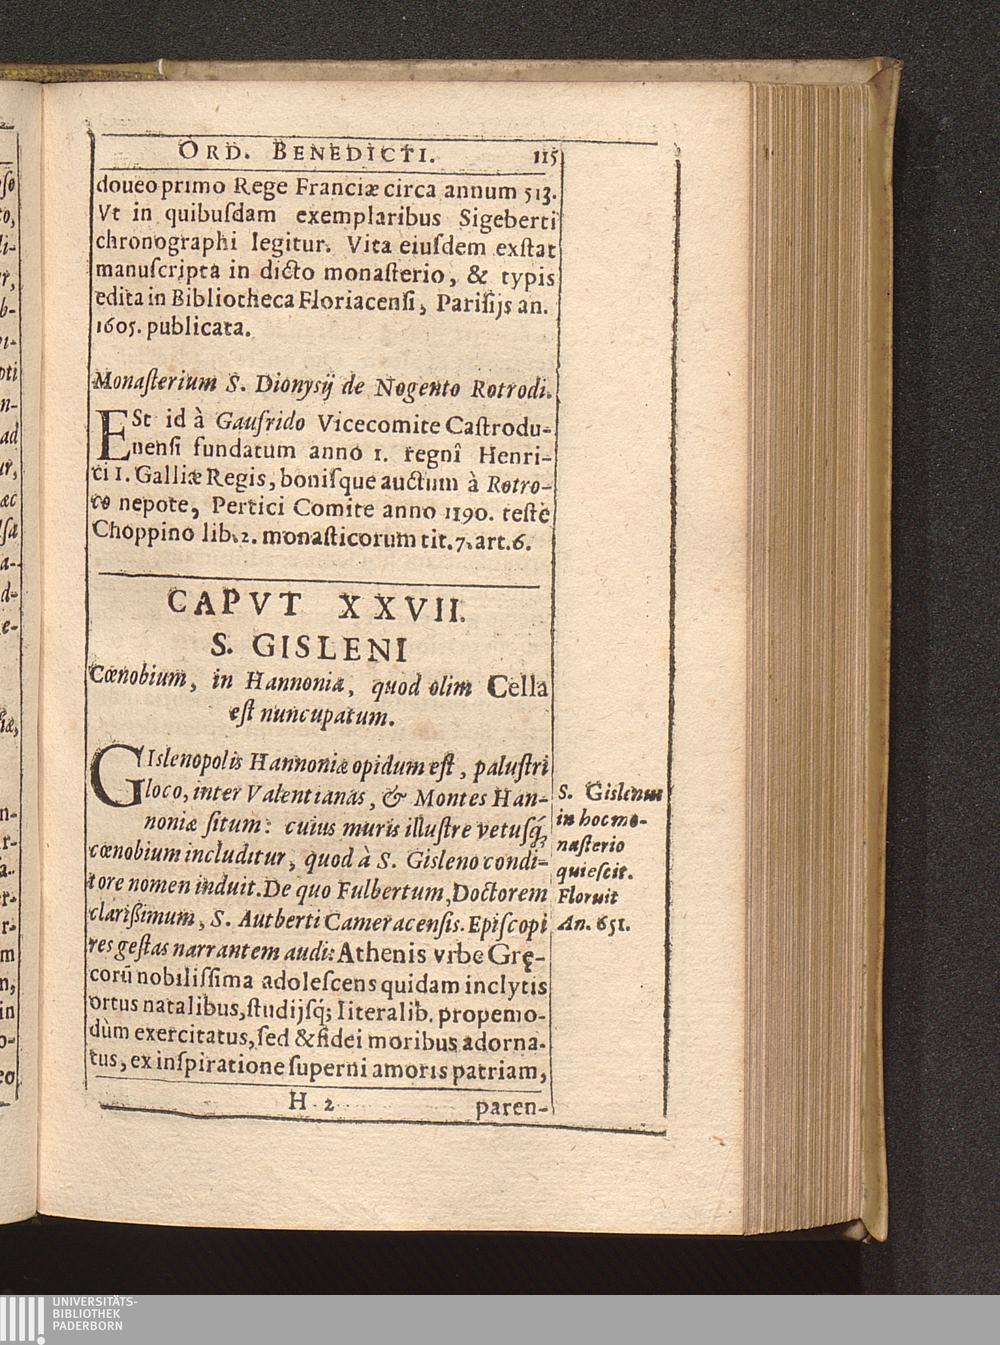 ORD. BENEDICTI. 115
doueo primo Rege Franciæ circa annum 513.
Vt in quibuſdam exemplaribus Sigeberti
chronographi legitur. Vita eiuſdem exſtat
manuſcripta in dicto monaſterio, & typis
edita in Bibliotheca Floriacenſi, Pariſijs an.
1605. publicata.
Monaſterium S. Dionysij de Nogento Rotrodi.
ESt id à Gaufrido Vicecomite Caſtrodu-
nenſi fundatum anno 1. regnî Henri-
ci I. Galliæ Regis, boniſque auctum à Rotro-
co nepote, Pertici Comite anno 1190. teſte
Choppino lib. 2. monaſticorum tit. 7. art. 6.
CAPVT XXVII.
S. GISLENI
Cœnobium, in Hannonia, quod olim Cella
eſt nuncupatum.
GIslenopolis Hannoniæ opidum eſt, paluſtri
loco, inter Valentianas, & Montes Han-
noniæ ſitum: cuius muris illuſtre vetuſq́;
cœnobium includitur, quod à S. Gisleno condi-
tore nomen induit. De quo Fulbertum, Doctorem
clarißimum, S. Autberti Cameracenſis Epiſcopi
res geſtas narrantem audi: Athenis vrbe Grę-
corū nobiliſſima adoleſcens quidam inclytis
ortus natalibus, ſtudijſq́; literalib. propemo-
dùm exercitatus, ſed & fidei moribus adorna-
tus, ex inſpiratione ſuperni amoris patriam,
H 2 paren-
S. Gislenus
in hoc mo-
naſterio
quieſcit.
Floruit
An. 651.
UNIVERSITÄTS-
BIBLIOTHEK
PADERBORN